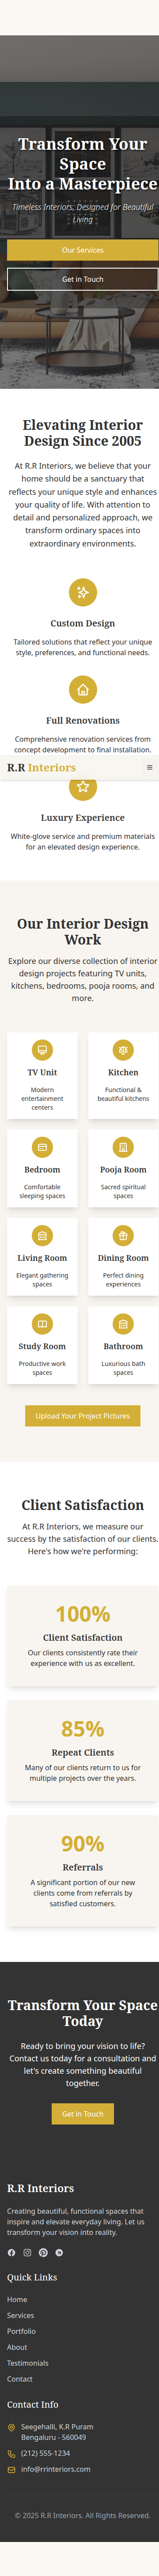 Transform Your
Space
Into a Masterpiece
Timeless Interiors, Designed for Beautiful
Living
Our Services
Get in Touch
Elevating Interior
Design Since 2005
At R.R Interiors, we believe that your
home should be a sanctuary that
reflects your unique style and enhances
your quality of life. With attention to
detail and personalized approach, we
transform ordinary spaces into
extraordinary environments.
Custom Design
Tailored solutions that reflect your unique
style, preferences, and functional needs.
Full Renovations
Comprehensive renovation services from
concept development to final installation.
R.R Interiors
Luxury Experience
White-glove service and premium materials
for an elevated design experience.
Our Interior Design
Work
Explore our diverse collection of interior
design projects featuring TV units,
kitchens, bedrooms, pooja rooms, and
more.
TV Unit
Modern
entertainment
centers
Kitchen
Functional &
beautiful kitchens
Bedroom
Comfortable
sleeping spaces
Pooja Room
Sacred spiritual
spaces
Living Room
Elegant gathering
spaces
Dining Room
Perfect dining
experiences
Study Room
Productive work
spaces
Bathroom
Luxurious bath
spaces
Upload Your Project Pictures
Client Satisfaction
At R.R Interiors, we measure our
success by the satisfaction of our clients.
Here's how we're performing:
100%
Client Satisfaction
Our clients consistently rate their
experience with us as excellent.
85%
Repeat Clients
Many of our clients return to us for
multiple projects over the years.
90%
Referrals
A significant portion of our new
clients come from referrals by
satisfied customers.
Transform Your Space
Today
Ready to bring your vision to life?
Contact us today for a consultation and
let's create something beautiful
together.
Get in Touch
R.R Interiors
Creating beautiful, functional spaces that
inspire and elevate everyday living. Let us
transform your vision into reality.
Quick Links
Home
Services
Portfolio
About
Testimonials
Contact
Contact Info
Seegehalli, K.R Puram
Bengaluru - 560049
(212) 555-1234
info@rrinteriors.com
© 2025 R.R Interiors. All Rights Reserved.